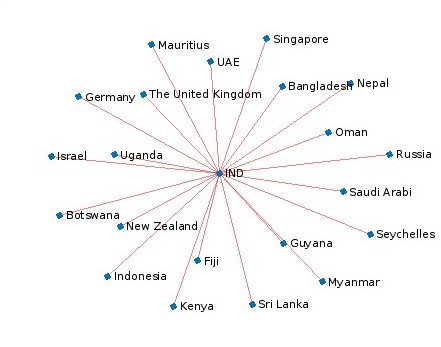 Singapore
Mauritius
UAE
Nepal
Bangladesh
The United Kingdom
Germany
Oman
Russia
Uganda
Israel
IND
Saudi Arabi
Botswana
New Zealand
Seychelles
Guyana
Fiji
Indonesia
Myanmar
Sri Lanka
Kenya